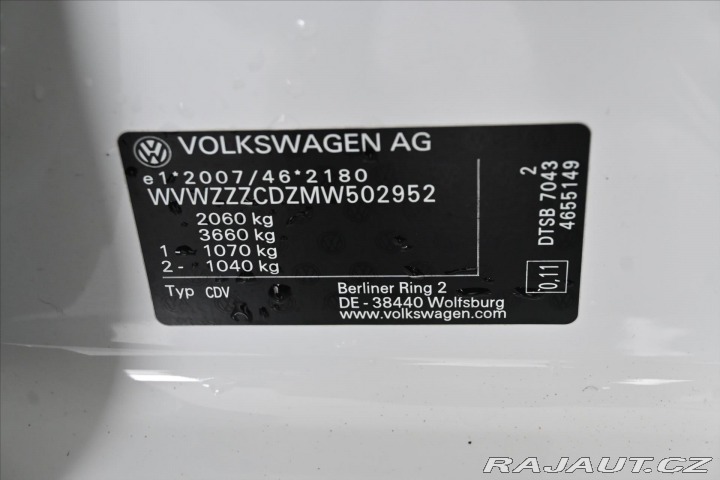 VOLKSWAGEN AG
e1*2007/46*2180
WVWZZZCDZMW502952
2060 kg
3660 kg
1 - 1070 kg
2 - 1040 kg
Typ CDV
Berliner Ring 2
DE - 38440 Wolfsburg
www.volkswagen.com
2
DTSB 7043
4655149
0,11
RAJAUT.CZ